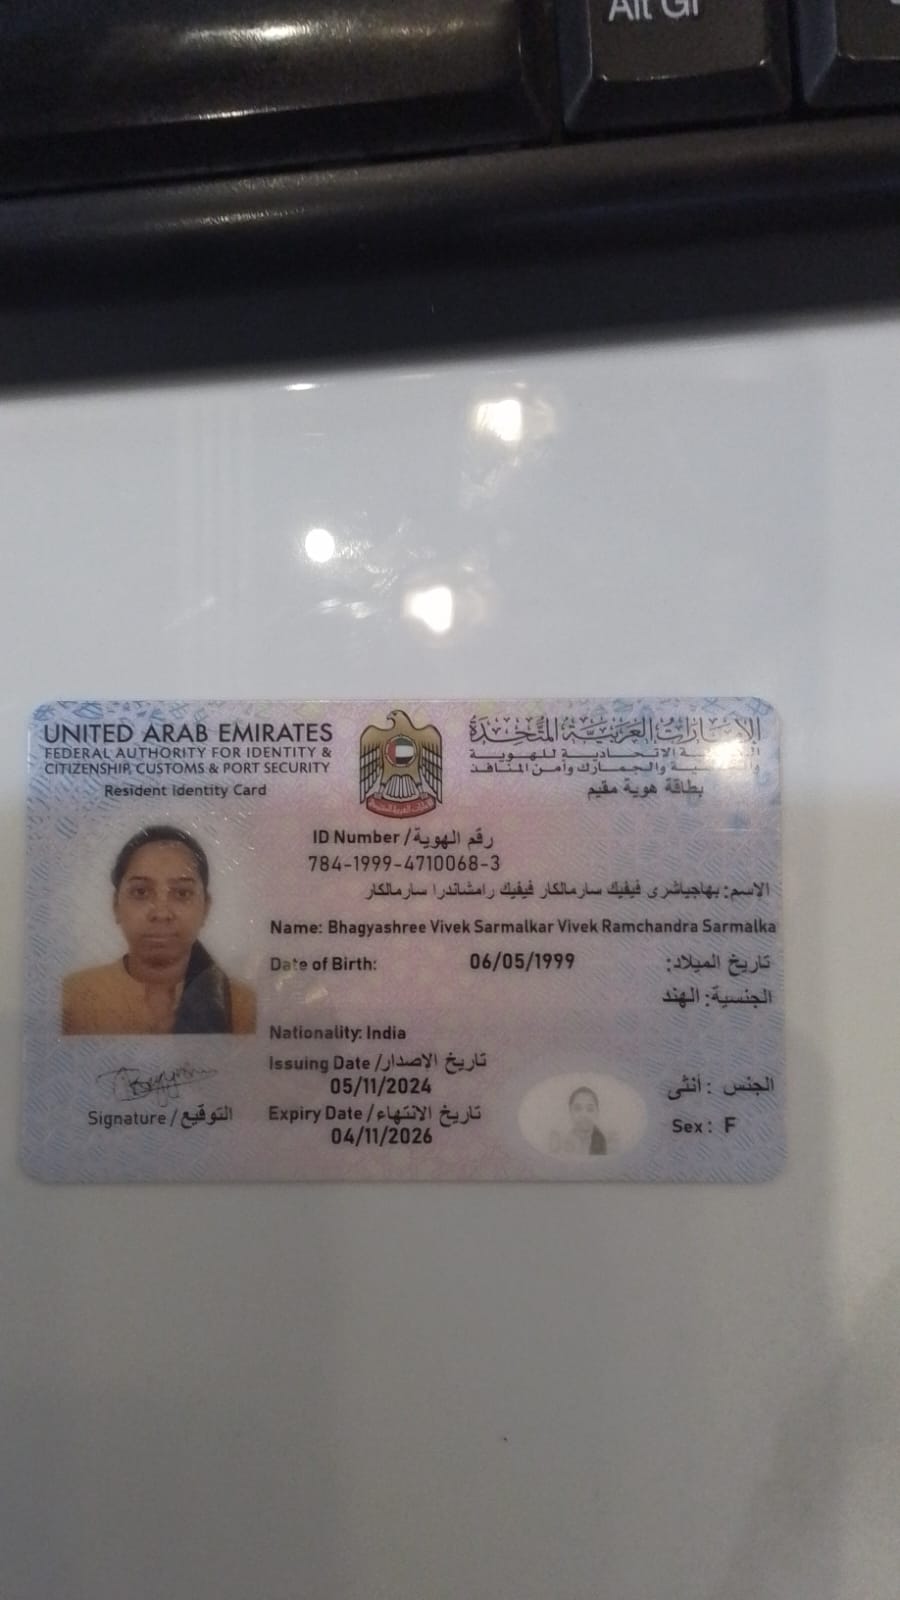 Alt Gr
UNITED ARAB EMIRATES
FEDERAL AUTHORITY FOR IDENTITY &
CITIZENSHIP, CUSTOMS & PORT SECURITY
Resident Identity Card
الإمارات العربية المتحدة
الاتحادية للهوية
والجمارك وأمن المنافذ
بطاقة هوية مقيم
ID Number / رقم الهوية
784-1999-4710068-3
الاسم: بهاجياشرى فيفيك سارمالكار فيفيك رامشاندرا سارمالكار
Name: Bhagyashree Vivek Sarmalkar Vivek Ramchandra Sarmalka
Date of Birth: 06/05/1999 تاريخ الميلاد:
الجنسية: الهند
Nationality: India
Issuing Date / تاريخ الاصدار
05/11/2024
Expiry Date / تاريخ الانتهاء
04/11/2026
الجنس : أنثى
Sex: F
Signature / التوقيع